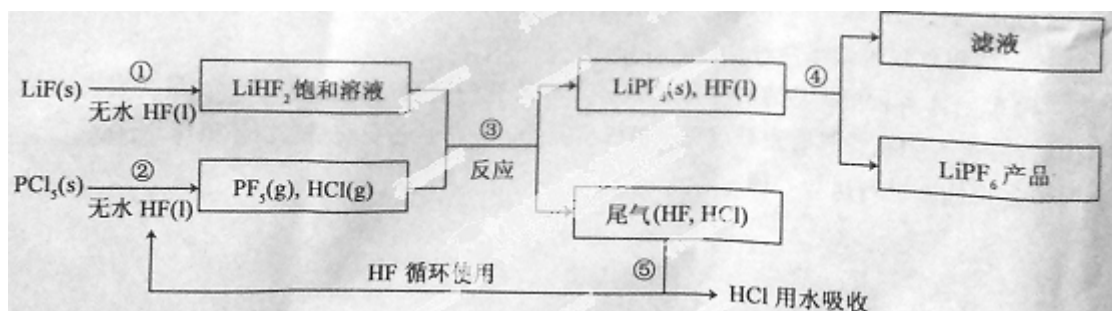 LiF(s)
①
无水 HF(l)
LiHF₂ 饱和溶液
PCl₅(s)
②
无水 HF(l)
PF₅(g), HCl(g)
③
反应
LiPF₆(s), HF(l)
尾气(HF, HCl)
④
滤液
LiPF₆ 产品
⑤
HF 循环使用
HCl 用水吸收